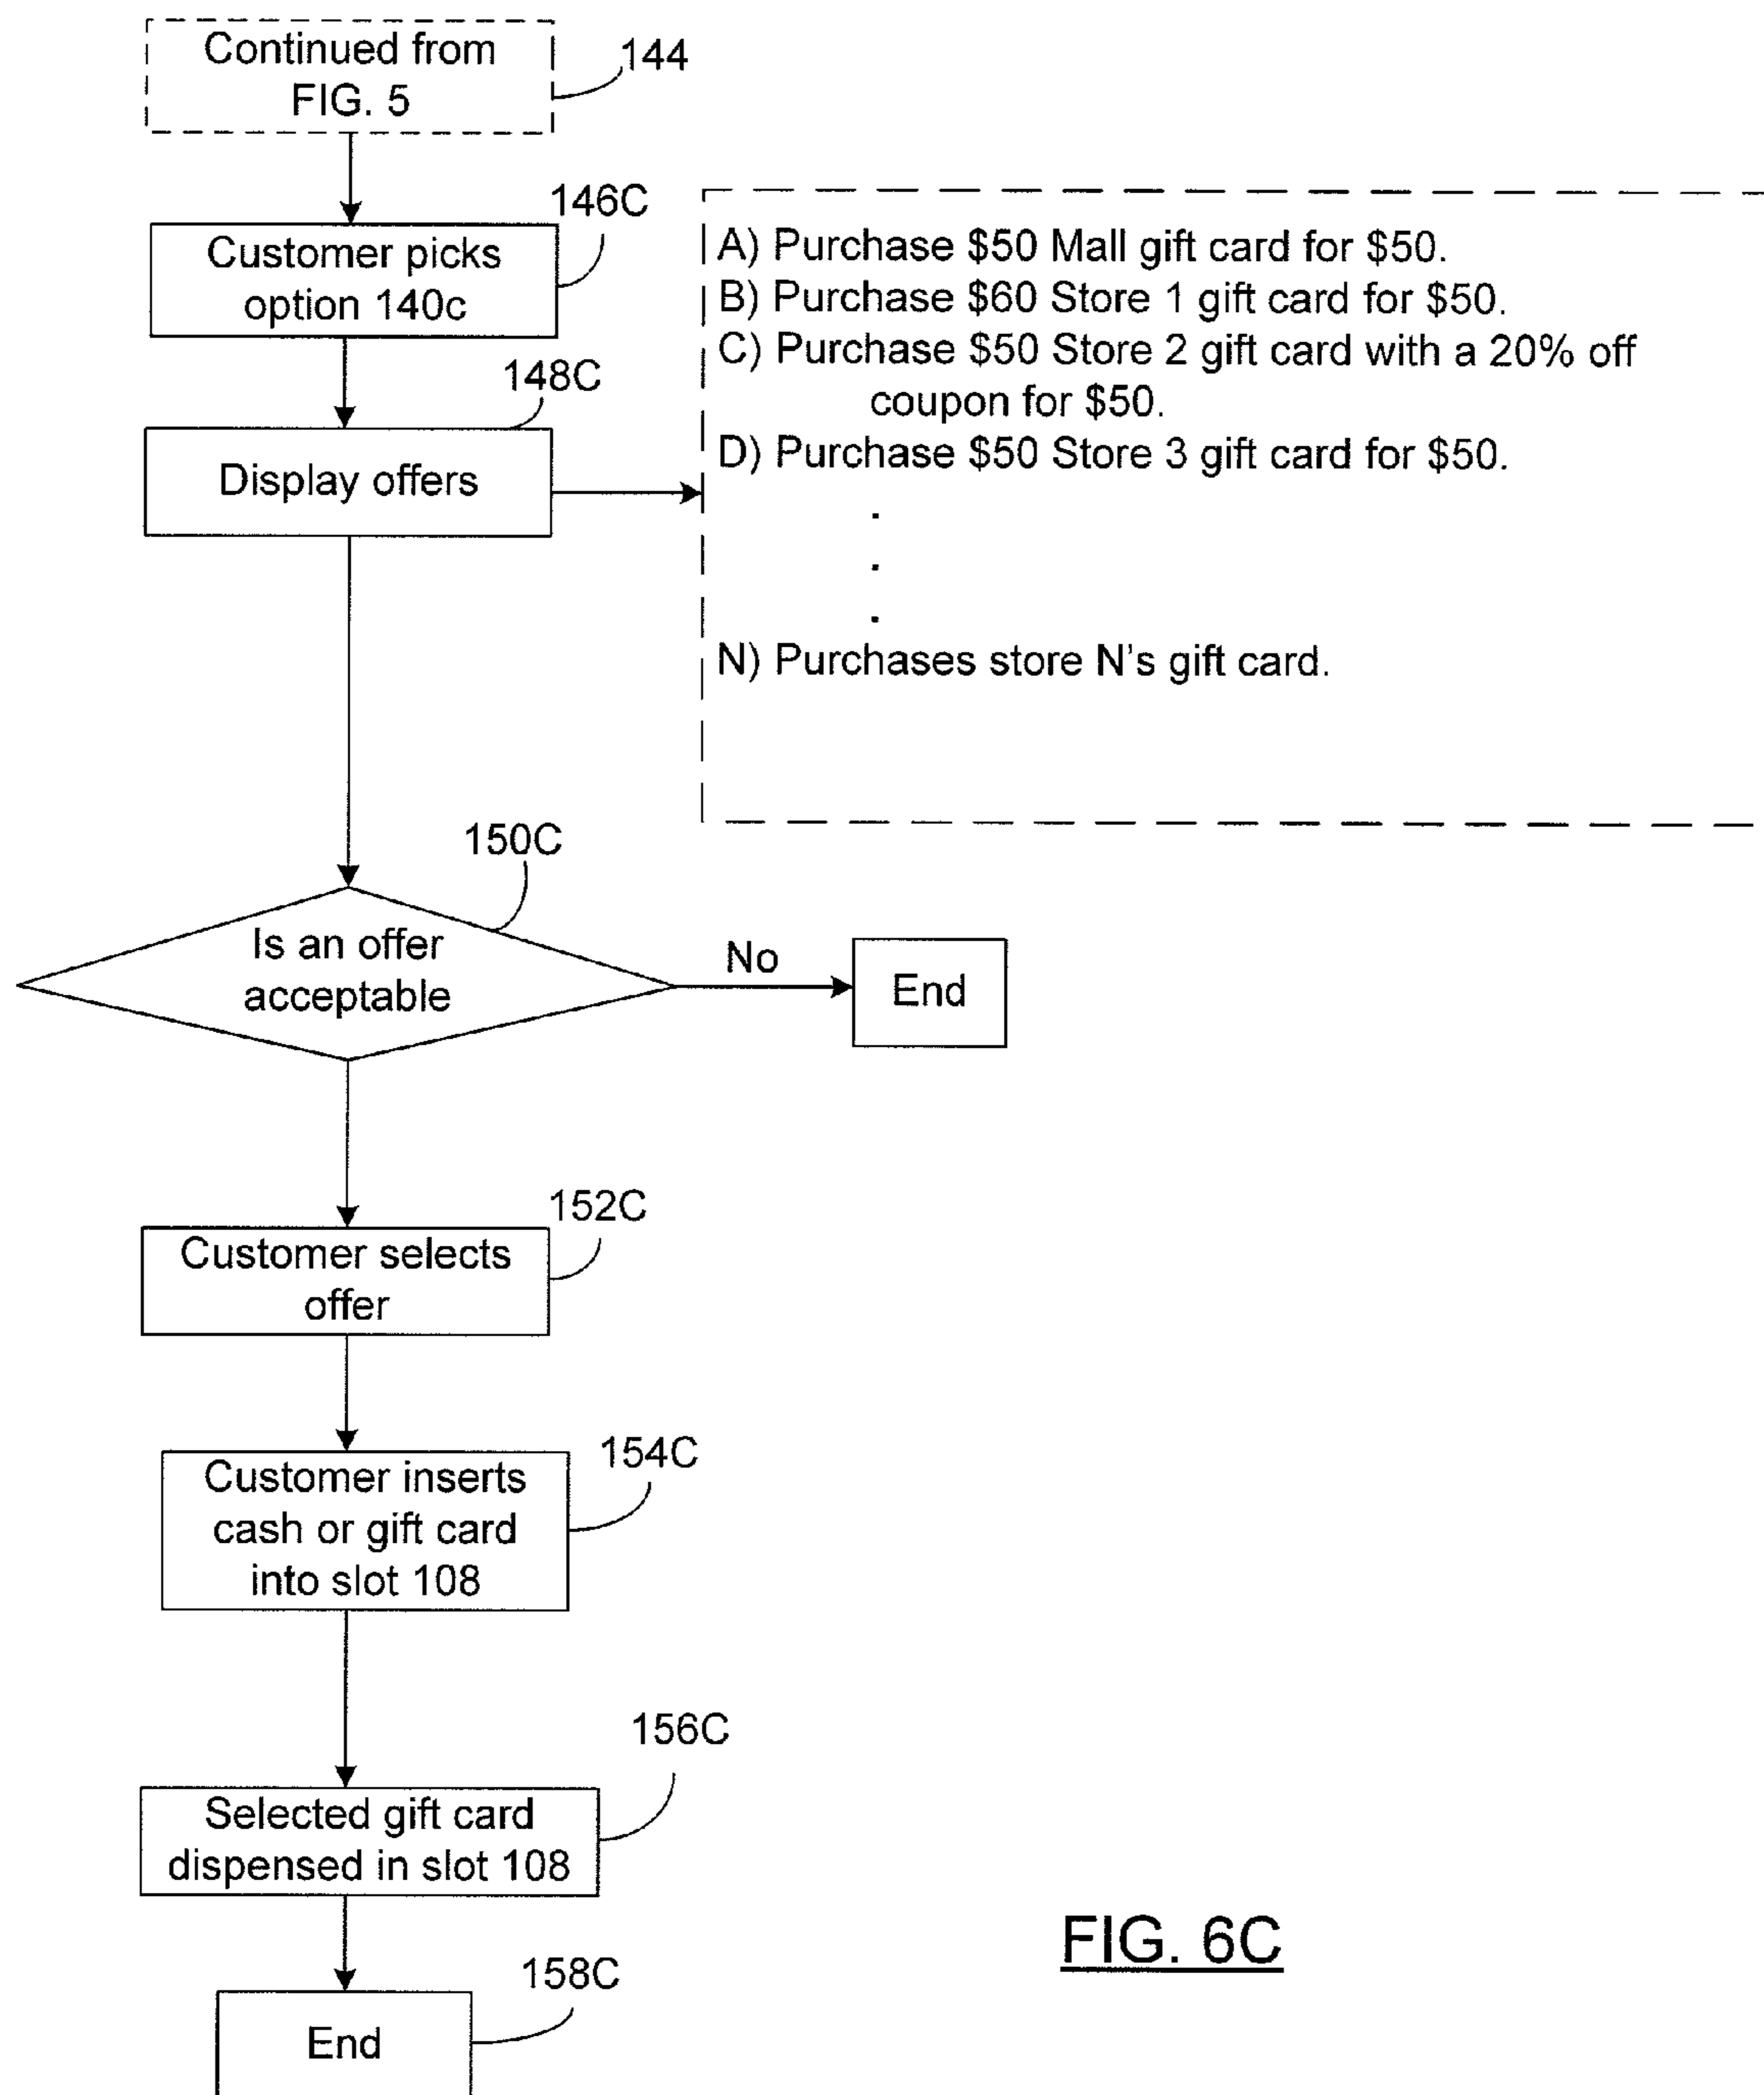 Continued from
FIG. 5
144
146C
Customer picks
option 140c
148C
Display offers
A) Purchase $50 Mall gift card for $50.
B) Purchase $60 Store 1 gift card for $50.
C) Purchase $50 Store 2 gift card with a 20% off
coupon for $50.
D) Purchase $50 Store 3 gift card for $50.
.
.
.
N) Purchases store N's gift card.
150C
Is an offer
acceptable
No
End
152C
Customer selects
offer
154C
Customer inserts
cash or gift card
into slot 108
156C
Selected gift card
dispensed in slot 108
158C
End
FIG. 6C